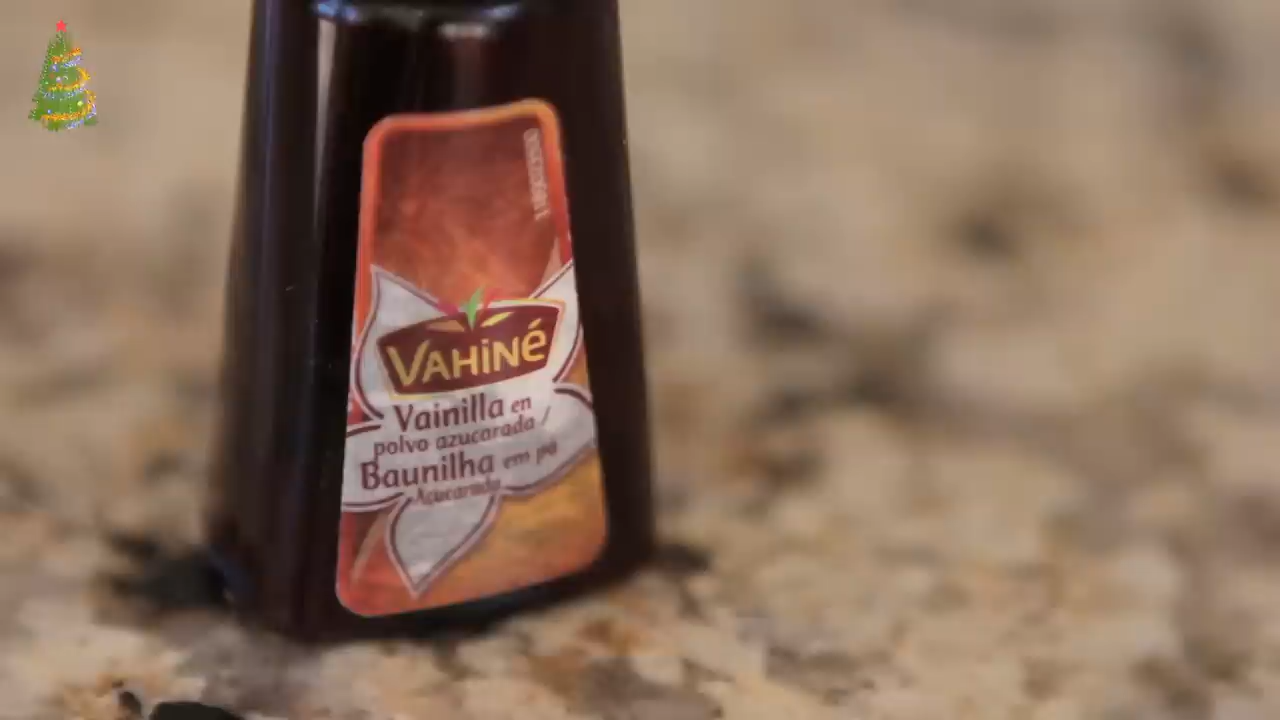 VAHINÉ
Vainilla en
polvo azucarada /
Baunilha em pó
Açucarada